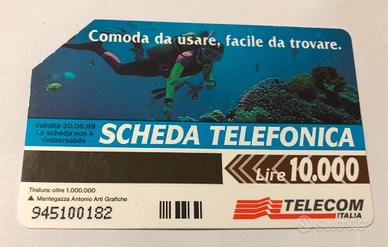 Comoda da usare, facile da trovare.
Validità 30.06.99
La scheda non è
rimborsabile
SCHEDA TELEFONICA
Lire 10.000
Tiratura: oltre 1.000.000
Mantegazza Antonio Arti Grafiche
945100182
TELECOM
ITALIA
subito